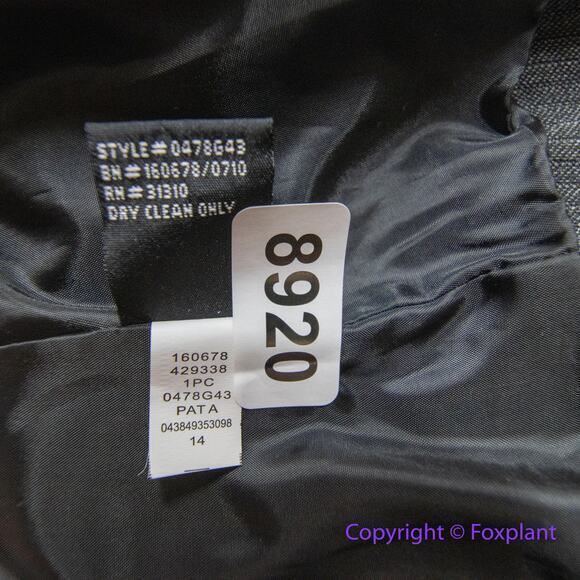 STYLE# 0478G43
BN#160678/0710
RN#31310
DRY CLEAN ONLY
8920
160678
429338
1PC
0478G43
PAT A
043849353098
14
Copyright © Foxplant